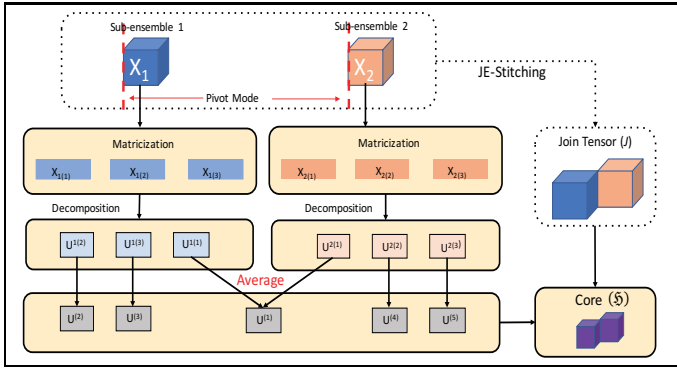 Sub-ensemble 1
Sub-ensemble 2
X1
X2
JE-Stitching
Pivot Mode
Matricization
Matricization
Join Tensor (J)
X1(1) X1(2) X1(3)
X2(1) X2(2) X2(3)
Decomposition
Decomposition
U1(2) U1(3) U1(1)
U2(1) U2(2) U2(3)
Average
Core (ℌ)
U(2) U(3) U(1) U(4) U(5)